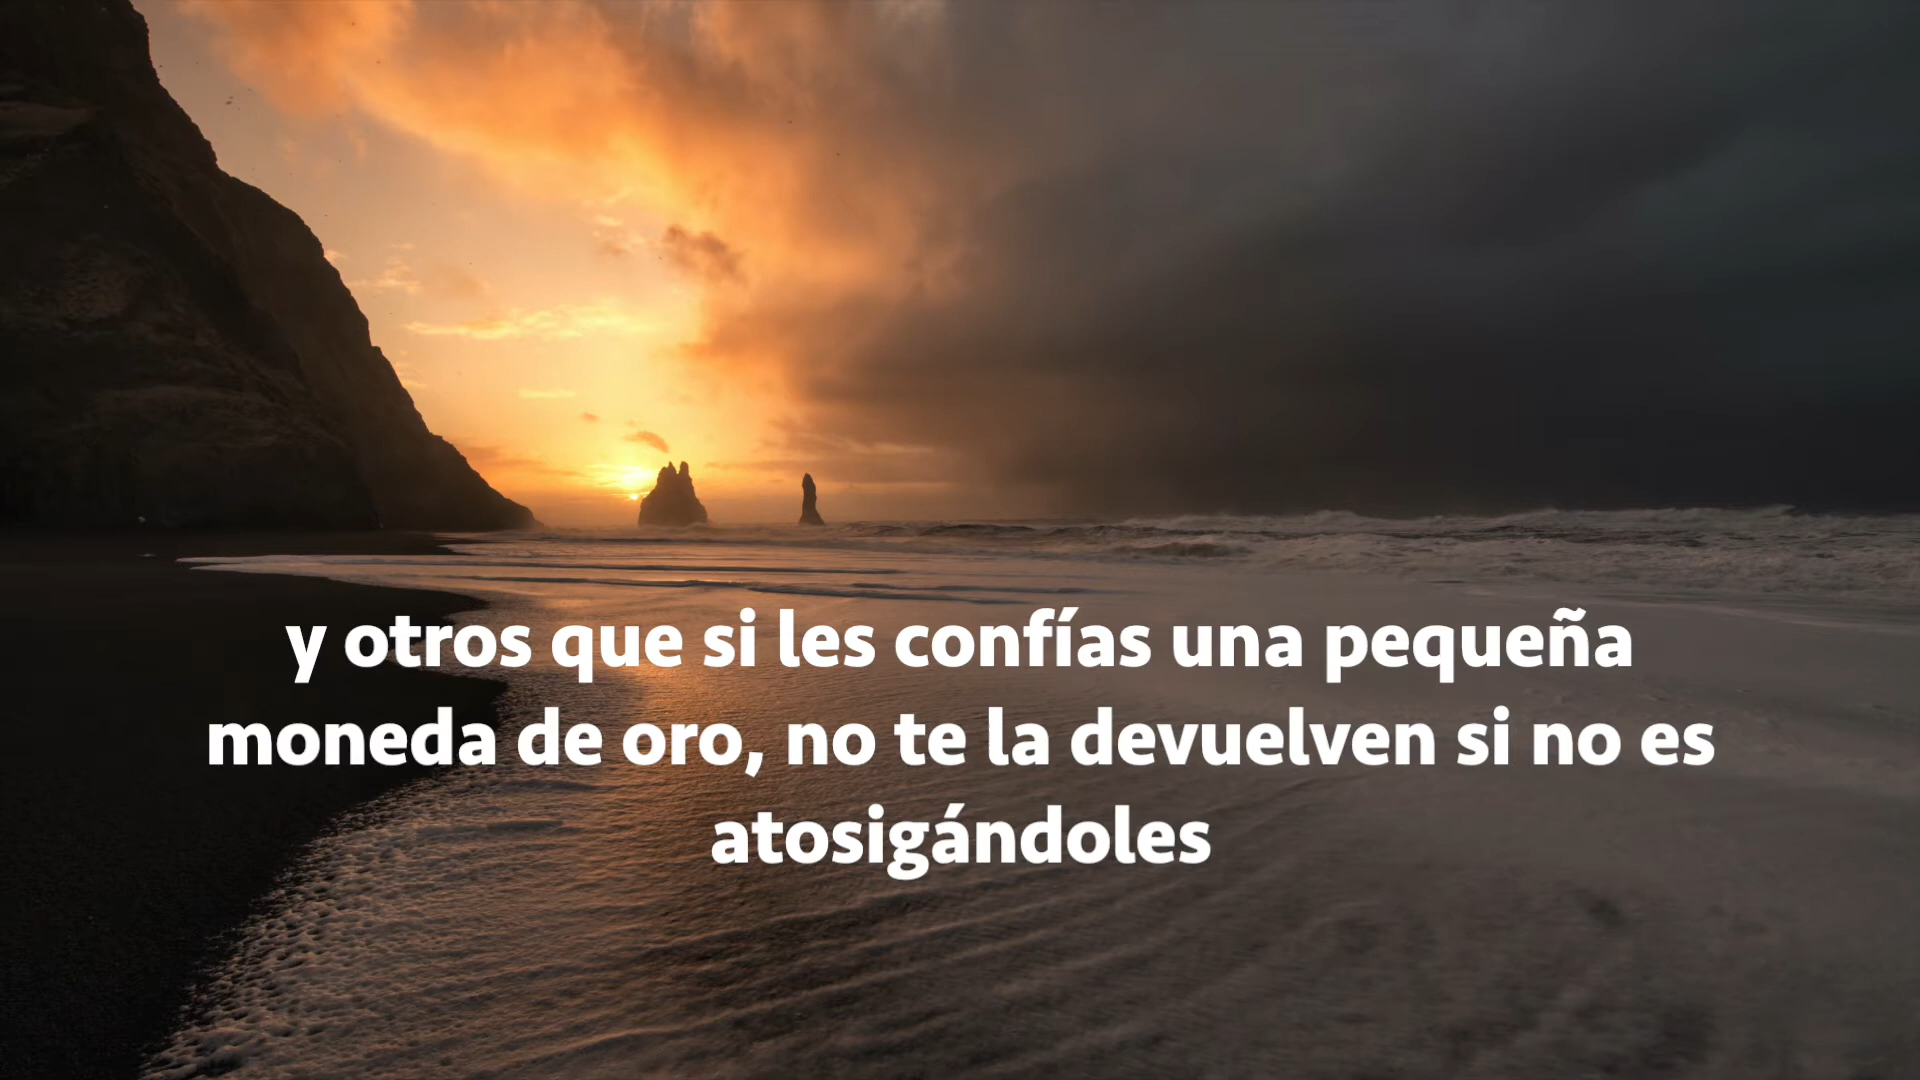 y otros que si les confías una pequeña
moneda de oro, no te la devuelven si no es
atosigándoles